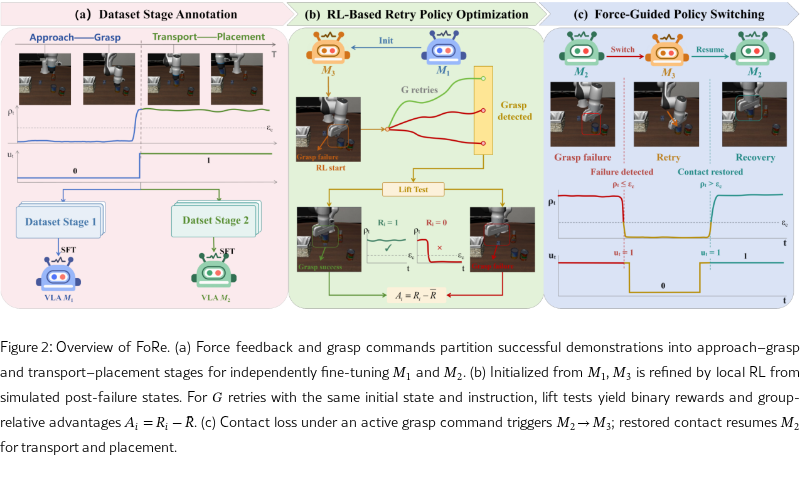 (a) Dataset Stage Annotation
(b) RL-Based Retry Policy Optimization
(c) Force-Guided Policy Switching
Approach——Grasp
Transport—Placement
T
ρₜ
εc
uₜ
0
1
Dataset Stage 1
Datset Stage 2
SFT
SFT
VLA M₁
VLA M₂
Init
M₃
M₁
G retries
Grasp detected
Grasp failure
RL start
Lift Test
Rᵢ = 1
Rᵢ = 0
ρₜ
ρₜ
✓
×
εc
εc
t
t
Grasp success
Aᵢ = Rᵢ − R̄
Switch
Resume
M₂
M₃
M₂
Grasp failure
Retry
Recovery
Failure detected
Contact restored
ρₜ ≤ εc
ρₜ > εc
ρₜ
εc
t
uₜ
uₜ = 1
uₜ = 1
1
0
t
Figure 2: Overview of FoRe. (a) Force feedback and grasp commands partition successful demonstrations into approach–grasp
and transport–placement stages for independently fine-tuning M₁ and M₂. (b) Initialized from M₁, M₃ is refined by local RL from
simulated post-failure states. For G retries with the same initial state and instruction, lift tests yield binary rewards and group-
relative advantages Aᵢ = Rᵢ − R̄. (c) Contact loss under an active grasp command triggers M₂ → M₃; restored contact resumes M₂
for transport and placement.